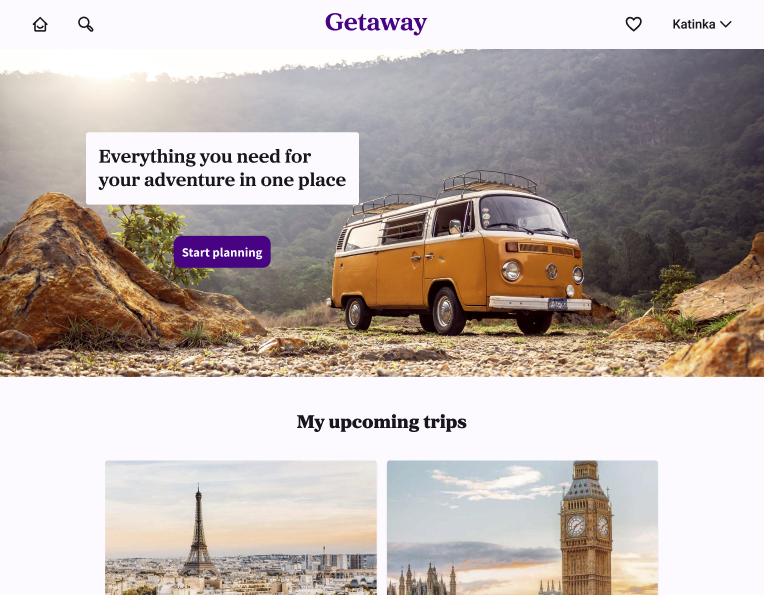 Getaway
Katinka
Everything you need for
your adventure in one place
Start planning
My upcoming trips